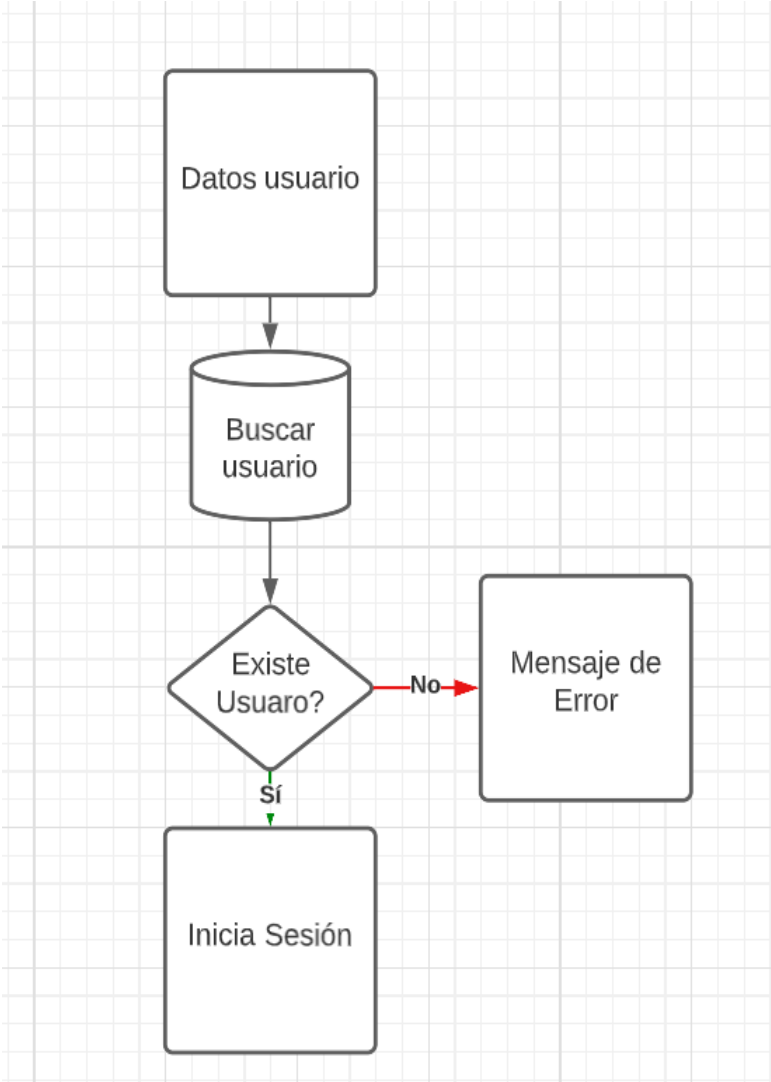 Datos usuario
Buscar
usuario
Existe
Usuaro?
No
Mensaje de
Error
Sí
Inicia Sesión